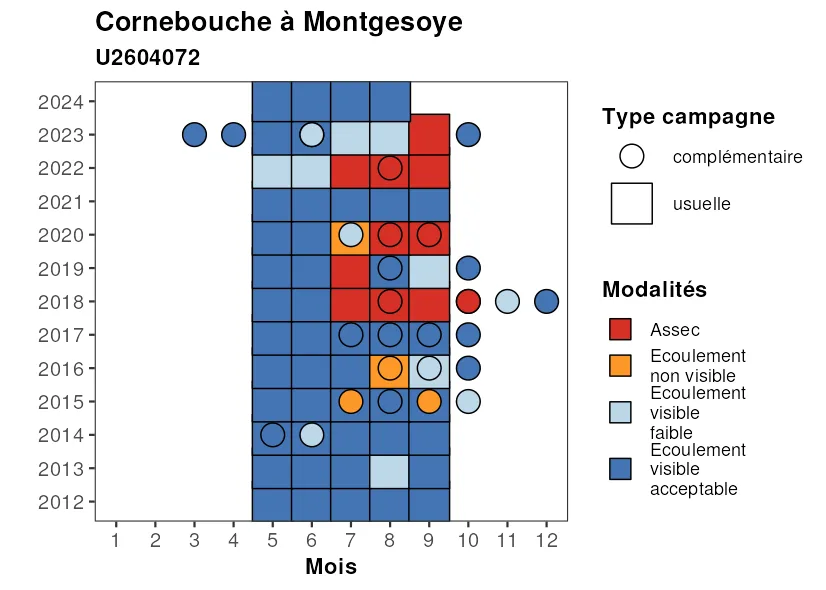 Cornebouche à Montgesoye
U2604072
2024
2023
2022
2021
2020
2019
2018
2017
2016
2015
2014
2013
2012
1 2 3 4 5 6 7 8 9 10 11 12
Mois
Type campagne
complémentaire
usuelle
Modalités
Assec
Ecoulement
non visible
Ecoulement
visible
faible
Ecoulement
visible
acceptable